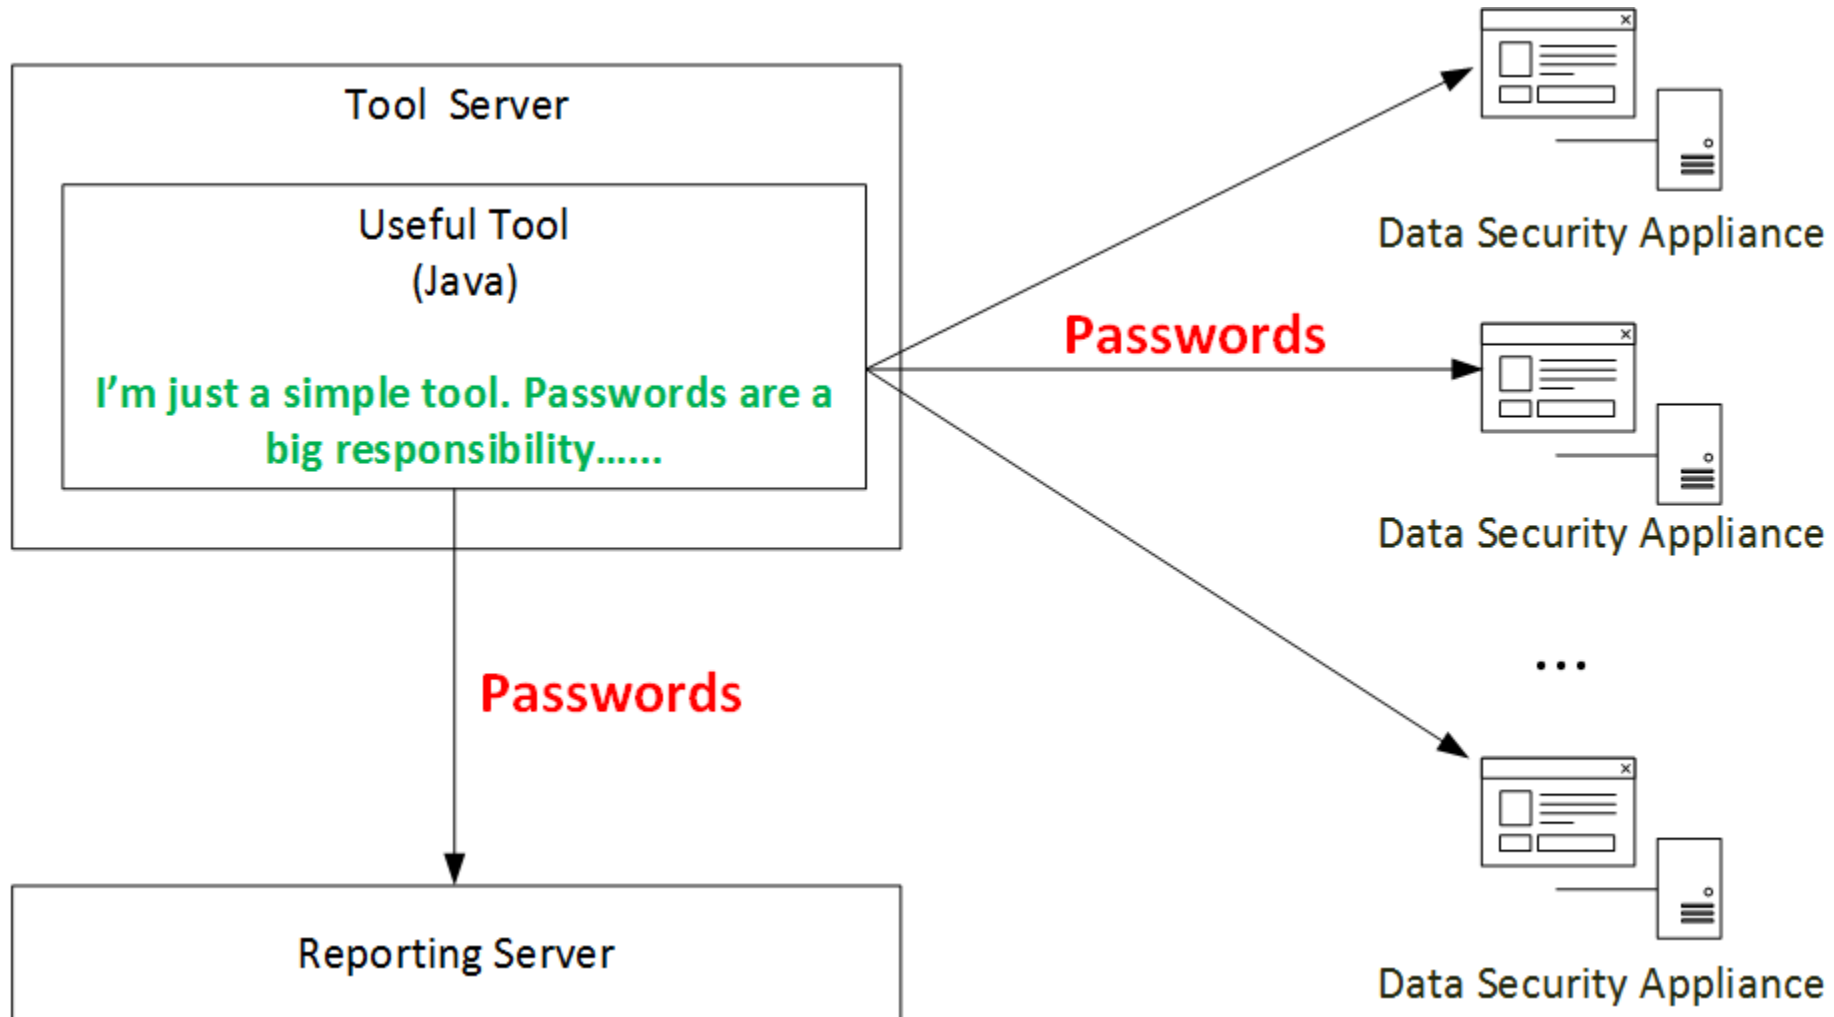 Tool Server
Useful Tool
(Java)
I’m just a simple tool. Passwords are a
big responsibility......
Passwords
Passwords
Reporting Server
Data Security Appliance
Data Security Appliance
...
Data Security Appliance